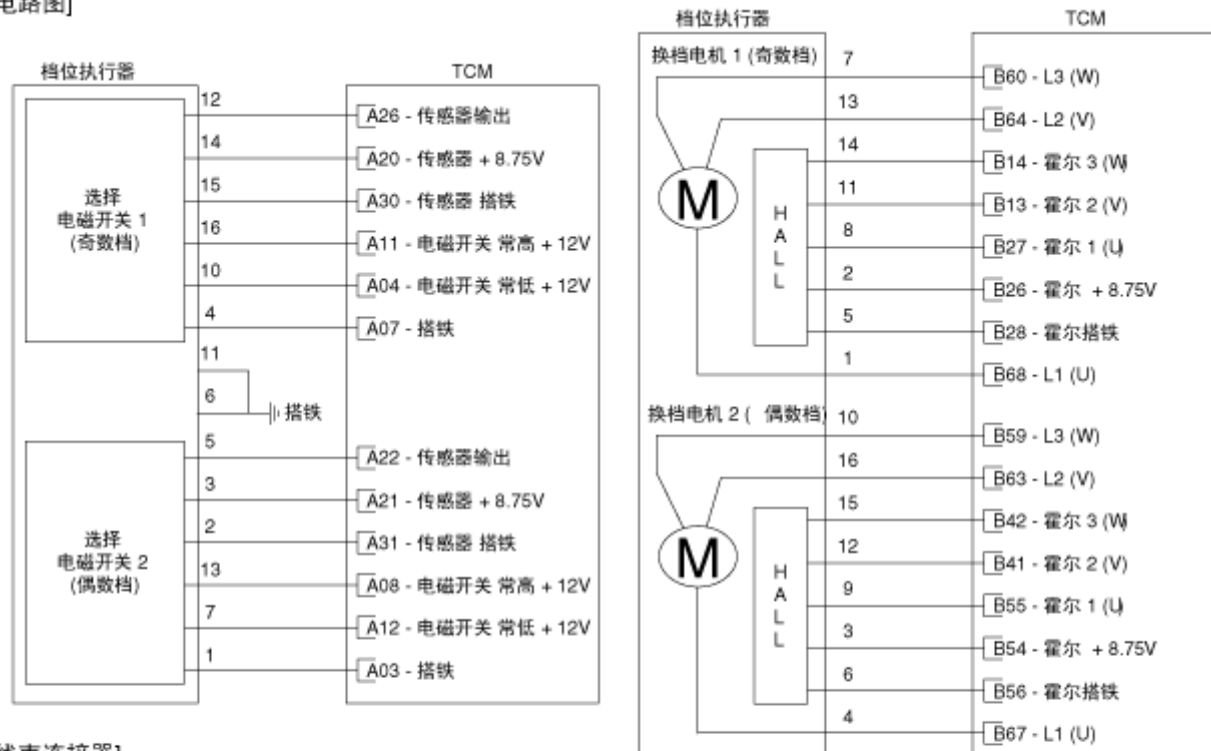 电路图]
档位执行器
TCM
12
A26 - 传感器输出
14
A20 - 传感器 + 8.75V
15
A30 - 传感器 搭铁
16
A11 - 电磁开关 常高 + 12V
10
A04 - 电磁开关 常低 + 12V
4
A07 - 搭铁
选择
电磁开关 1
(奇数档)
11
6
搭铁
5
A22 - 传感器输出
3
A21 - 传感器 + 8.75V
2
A31 - 传感器 搭铁
13
A08 - 电磁开关 常高 + 12V
7
A12 - 电磁开关 常低 + 12V
1
A03 - 搭铁
选择
电磁开关 2
(偶数档)
线束连接器]
档位执行器
TCM
换档电机 1 (奇数档)
7
B60 - L3 (W)
13
B64 - L2 (V)
14
B14 - 霍尔 3 (W)
11
B13 - 霍尔 2 (V)
8
B27 - 霍尔 1 (U)
2
B26 - 霍尔 + 8.75V
5
B28 - 霍尔搭铁
1
B68 - L1 (U)
M
HALL
换档电机 2 ( 偶数档)
10
B59 - L3 (W)
16
B63 - L2 (V)
15
B42 - 霍尔 3 (W)
12
B41 - 霍尔 2 (V)
9
B55 - 霍尔 1 (U)
3
B54 - 霍尔 + 8.75V
6
B56 - 霍尔搭铁
4
B67 - L1 (U)
M
HALL